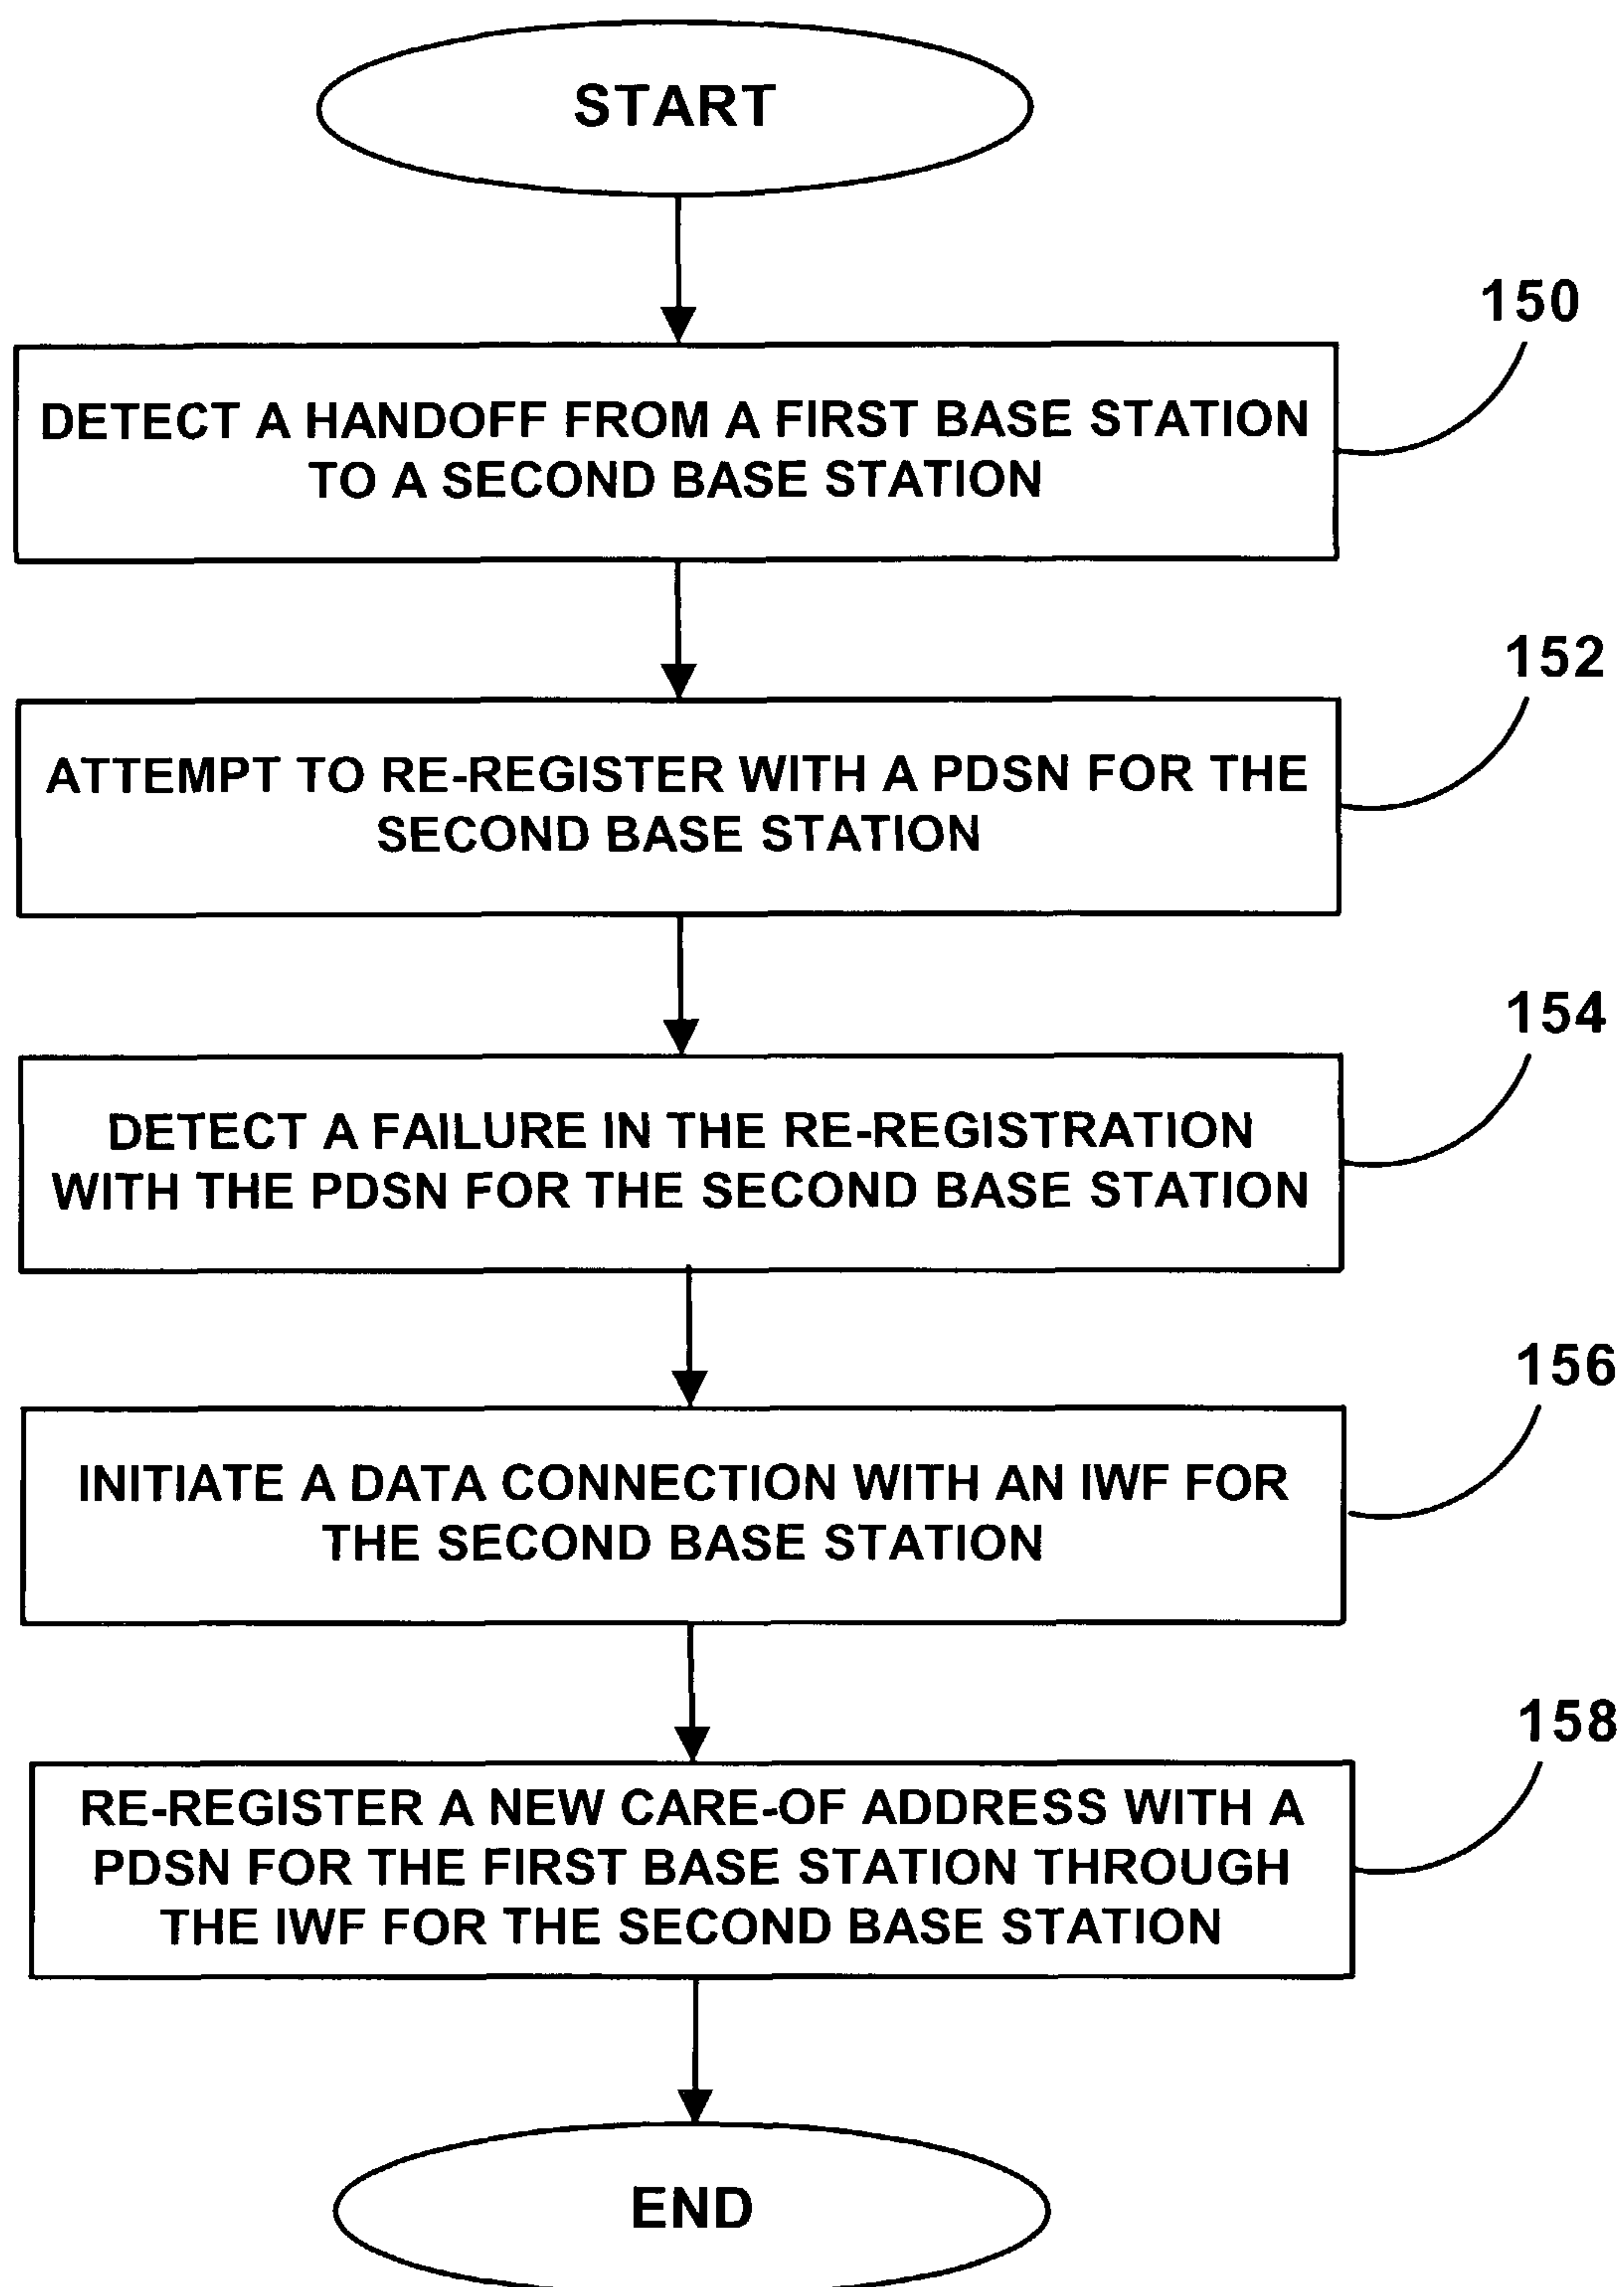 START
150
DETECT A HANDOFF FROM A FIRST BASE STATION
TO A SECOND BASE STATION
152
ATTEMPT TO RE-REGISTER WITH A PDSN FOR THE
SECOND BASE STATION
154
DETECT A FAILURE IN THE RE-REGISTRATION
WITH THE PDSN FOR THE SECOND BASE STATION
156
INITIATE A DATA CONNECTION WITH AN IWF FOR
THE SECOND BASE STATION
158
RE-REGISTER A NEW CARE-OF ADDRESS WITH A
PDSN FOR THE FIRST BASE STATION THROUGH
THE IWF FOR THE SECOND BASE STATION
END